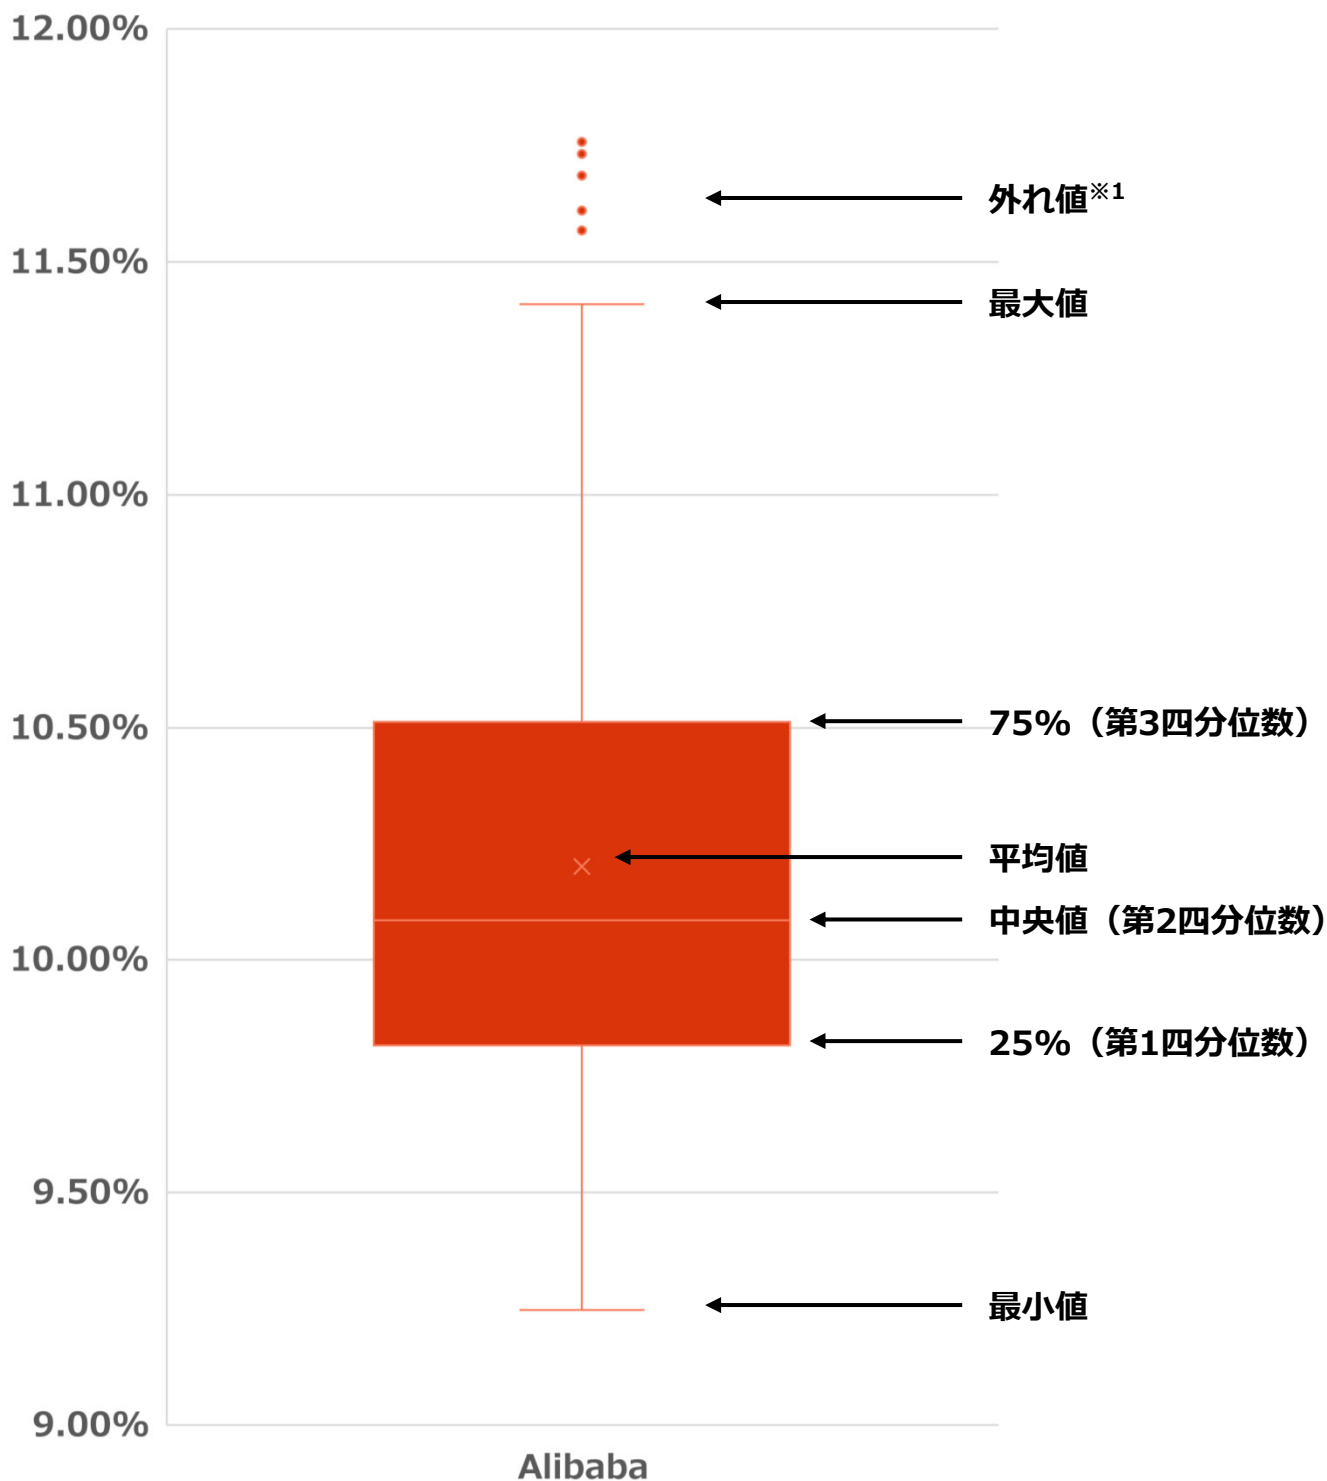 12.00%
外れ値※1
11.50%
最大値
11.00%
10.50%
75%（第3四分位数）
平均値
中央値（第2四分位数）
10.00%
25%（第1四分位数）
9.50%
最小値
9.00%
Alibaba